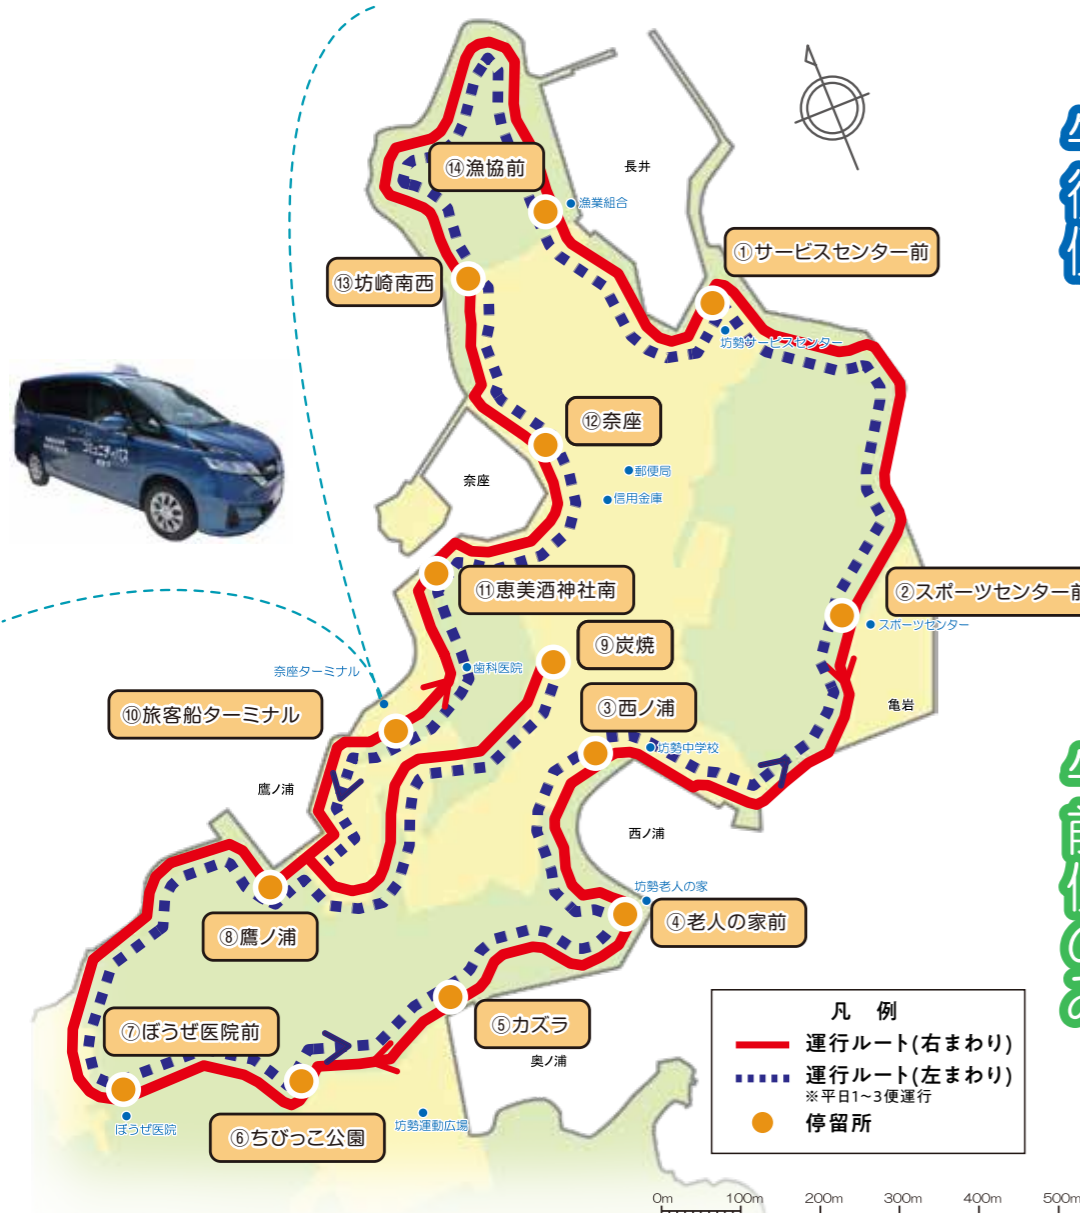 長井
⑭漁協前
漁業組合
①サービスセンター前
坊勢サービスセンター
⑬坊崎南西
⑫奈座
郵便局
信用金庫
奈座
コミュニティバス
⑪恵美酒神社南
②スポーツセンター前
スポーツセンター
⑨炭焼
歯科医院
奈座ターミナル
③西ノ浦
⑩旅客船ターミナル
坊勢中学校
亀岩
鷹ノ浦
西ノ浦
坊勢老人の家
④老人の家前
⑧鷹ノ浦
⑤カズラ
⑦ぼうぜ医院前
奥ノ浦
ぼうぜ医院
⑥ちびっこ公園
坊勢運動広場
凡 例
運行ルート(右まわり)
運行ルート(左まわり)
※平日1~3便運行
停留所
0m 100m 200m 300m 400m 500m